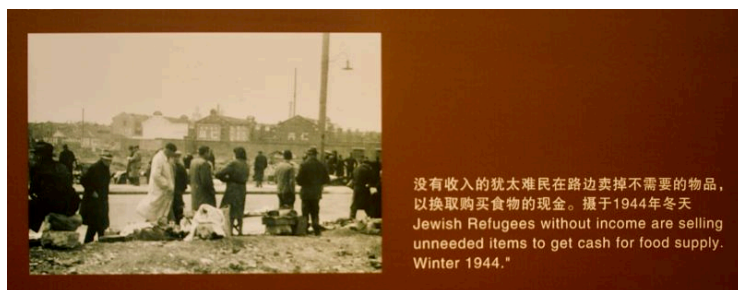 没有收入的犹太难民在路边卖掉不需要的物品，
以换取购买食物的现金。摄于1944年冬天
Jewish Refugees without income are selling
unneeded items to get cash for food supply.
Winter 1944."